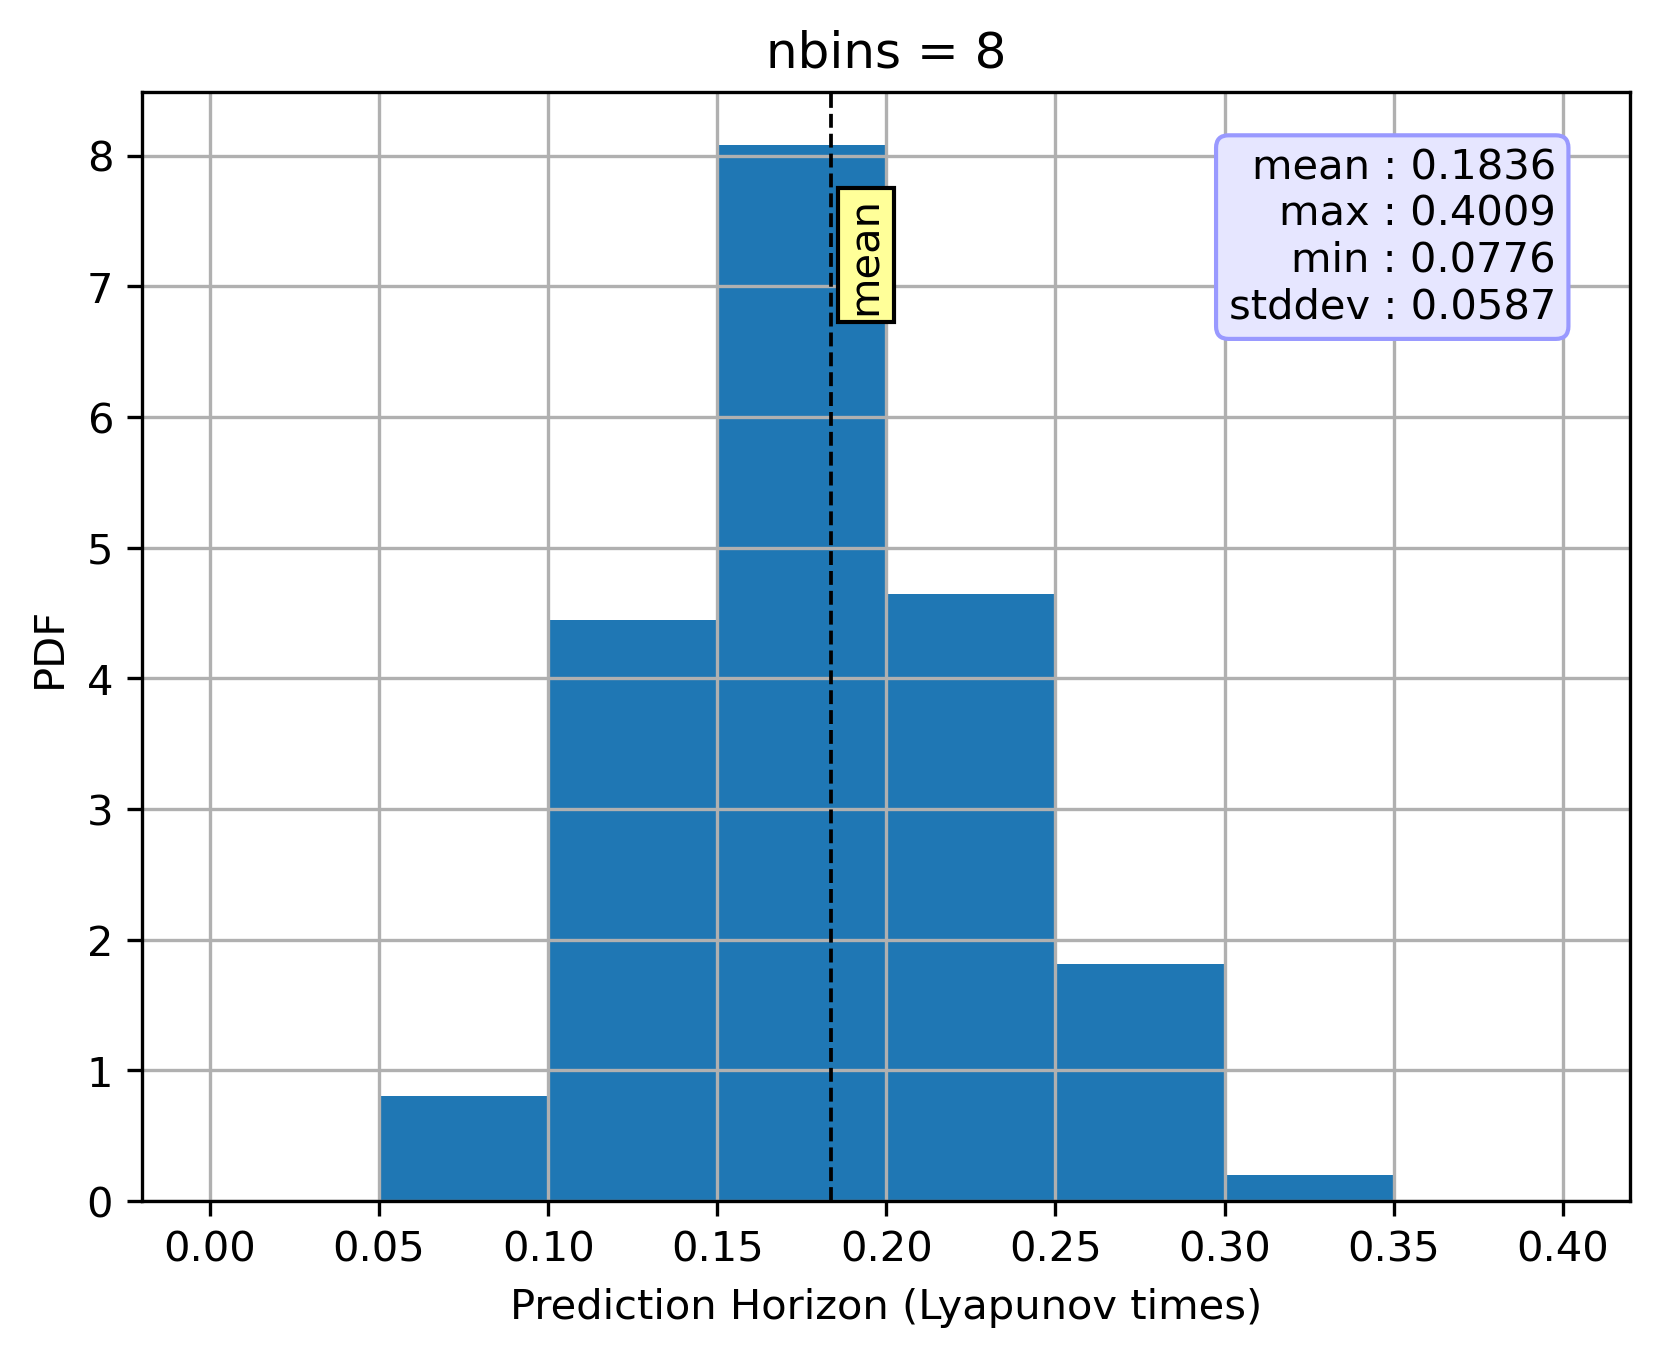 nbins = 8
mean : 0.1836
max : 0.4009
min : 0.0776
stddev : 0.0587
mean
PDF
8
7
6
5
4
3
2
1
0
0.00 0.05 0.10 0.15 0.20 0.25 0.30 0.35 0.40
Prediction Horizon (Lyapunov times)